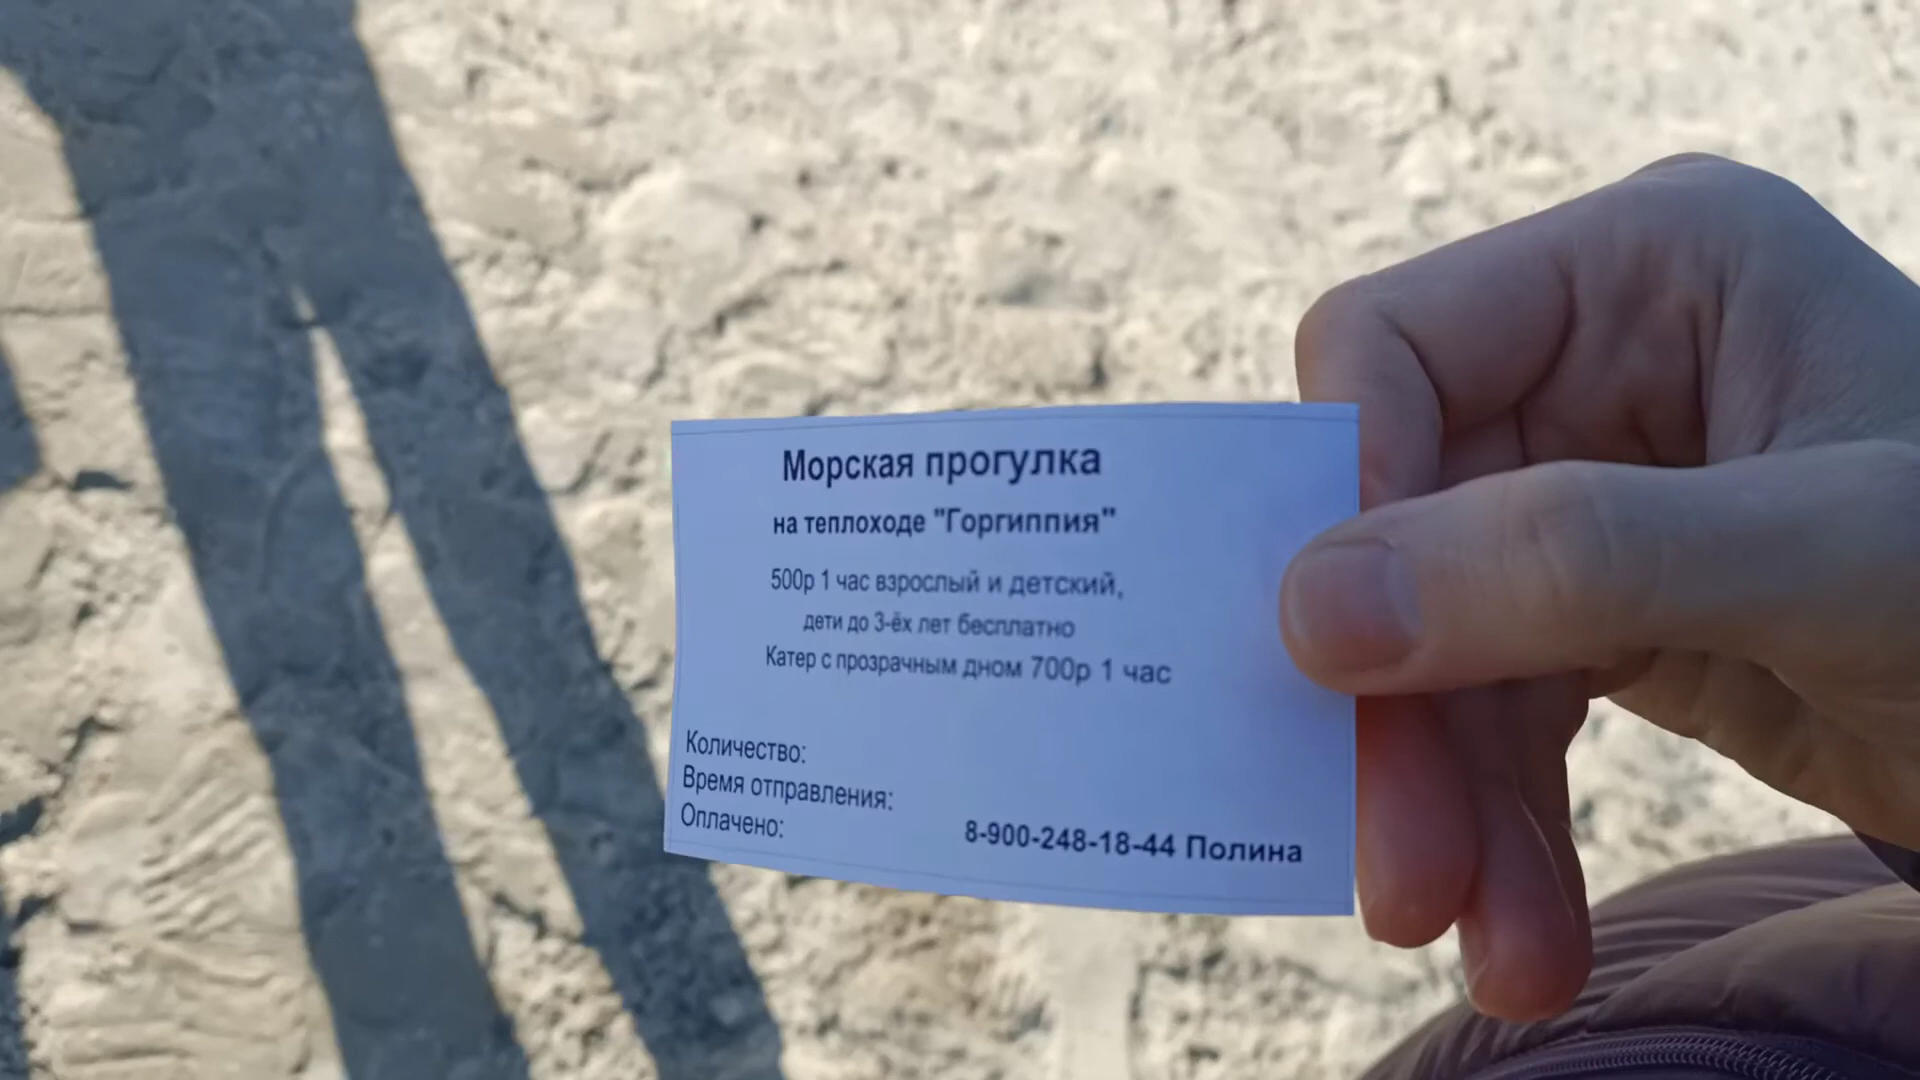 Морская прогулка
на теплоходе "Горгиппия"
500р 1 час взрослый и детский,
дети до 3-ёх лет бесплатно
Катер с прозрачным дном 700р 1 час
Количество:
Время отправления:
Оплачено:
8-900-248-18-44 Полина